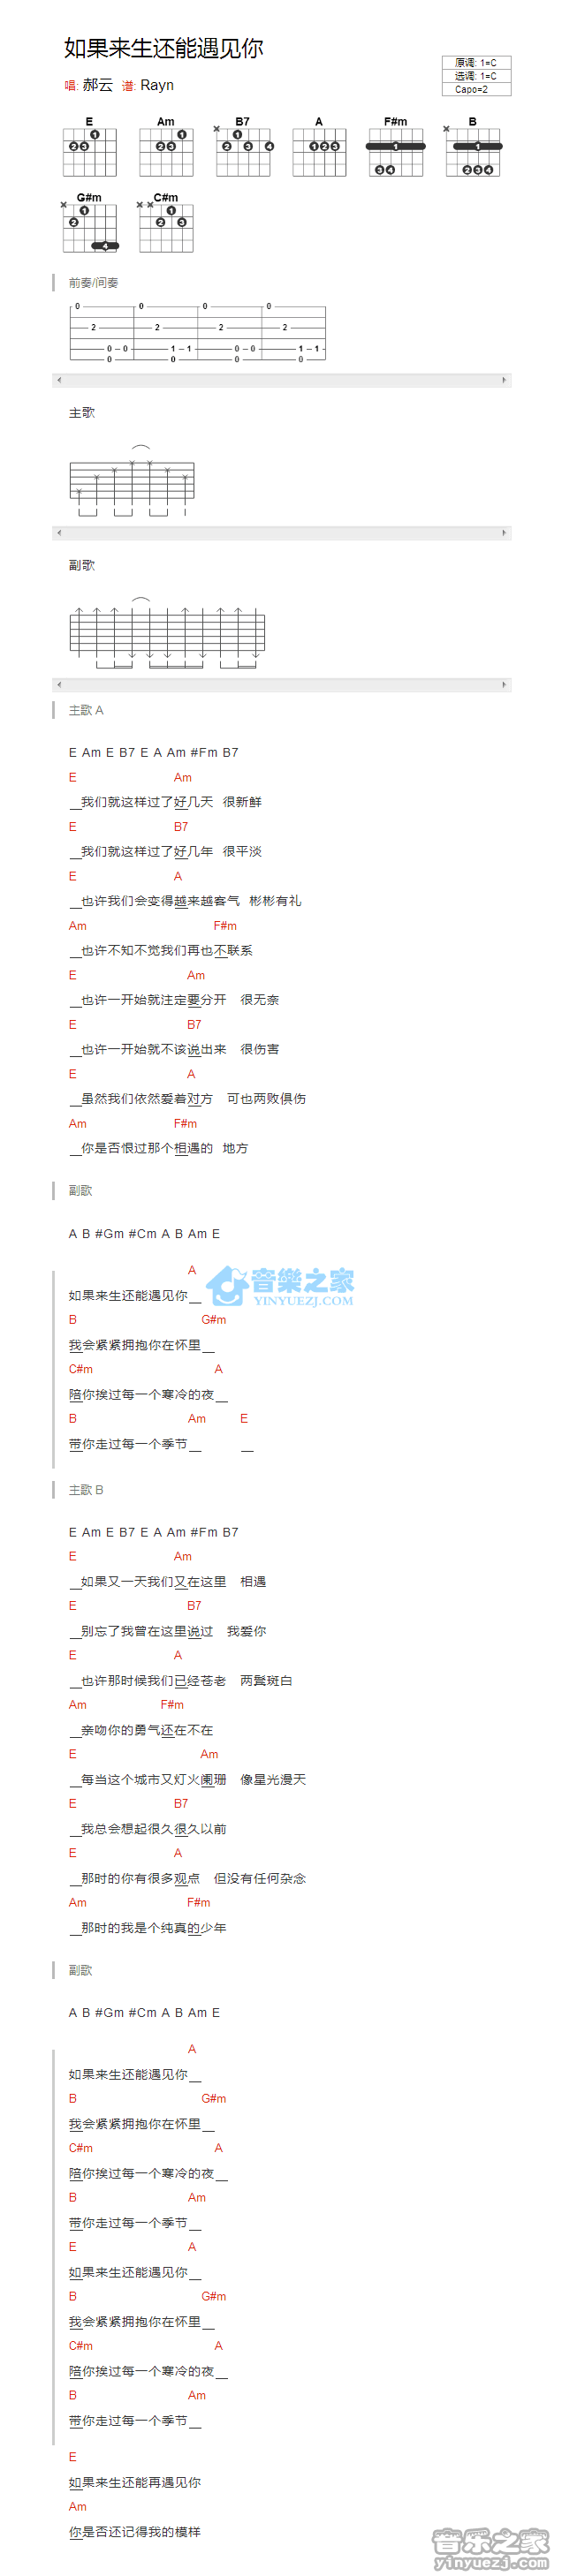 如果来生还能遇见你
唱: 郝云 谱: Rayn
原调: 1=C
选调: 1=C
Capo=2
E Am B7 A F#m B
G#m C#m
前奏/间奏
0 0 0 0
2 2 2 2
0 0 1 1 0 0 1 1
0 0 0 0
主歌
副歌
主歌 A
E Am E B7 E A Am #Fm B7
E Am
__我们就这样过了好几天 很新鲜
E B7
__我们就这样过了好几年 很平淡
E A
__也许我们会变得越来越客气 彬彬有礼
Am F#m
__也许不知不觉我们再也不联系
E Am
__也许一开始就注定要分开 很无奈
E B7
__也许一开始就不该说出来 很伤害
E A
__虽然我们依然爱着对方 可也两败俱伤
Am F#m
__你是否恨过那个相遇的 地方
副歌
A B #Gm #Cm A B Am E
A
如果来生还能遇见你__
音樂之家
YINYUEZJ.COM
B G#m
我会紧紧拥抱你在怀里__
C#m A
陪你挨过每一个寒冷的夜__
B Am E
带你走过每一个季节__ __
主歌 B
E Am E B7 E A Am #Fm B7
E Am
__如果又一天我们又在这里 相遇
E B7
__别忘了我曾在这里说过 我爱你
E A
__也许那时候我们已经苍老 两鬓斑白
Am F#m
__亲吻你的勇气还在不在
E Am
__每当这个城市又灯火阑珊 像星光漫天
E B7
__我总会想起很久很久以前
E A
__那时的你有很多观点 但没有任何杂念
Am F#m
__那时的我是个纯真的少年
副歌
A B #Gm #Cm A B Am E
A
如果来生还能遇见你__
B G#m
我会紧紧拥抱你在怀里__
C#m A
陪你挨过每一个寒冷的夜__
B Am
带你走过每一个季节__
E A
如果来生还能遇见你__
B G#m
我会紧紧拥抱你在怀里__
C#m A
陪你挨过每一个寒冷的夜__
B Am
带你走过每一个季节__
E
如果来生还能再遇见你
Am
你是否还记得我的模样
音乐之家
yinyuezj.com